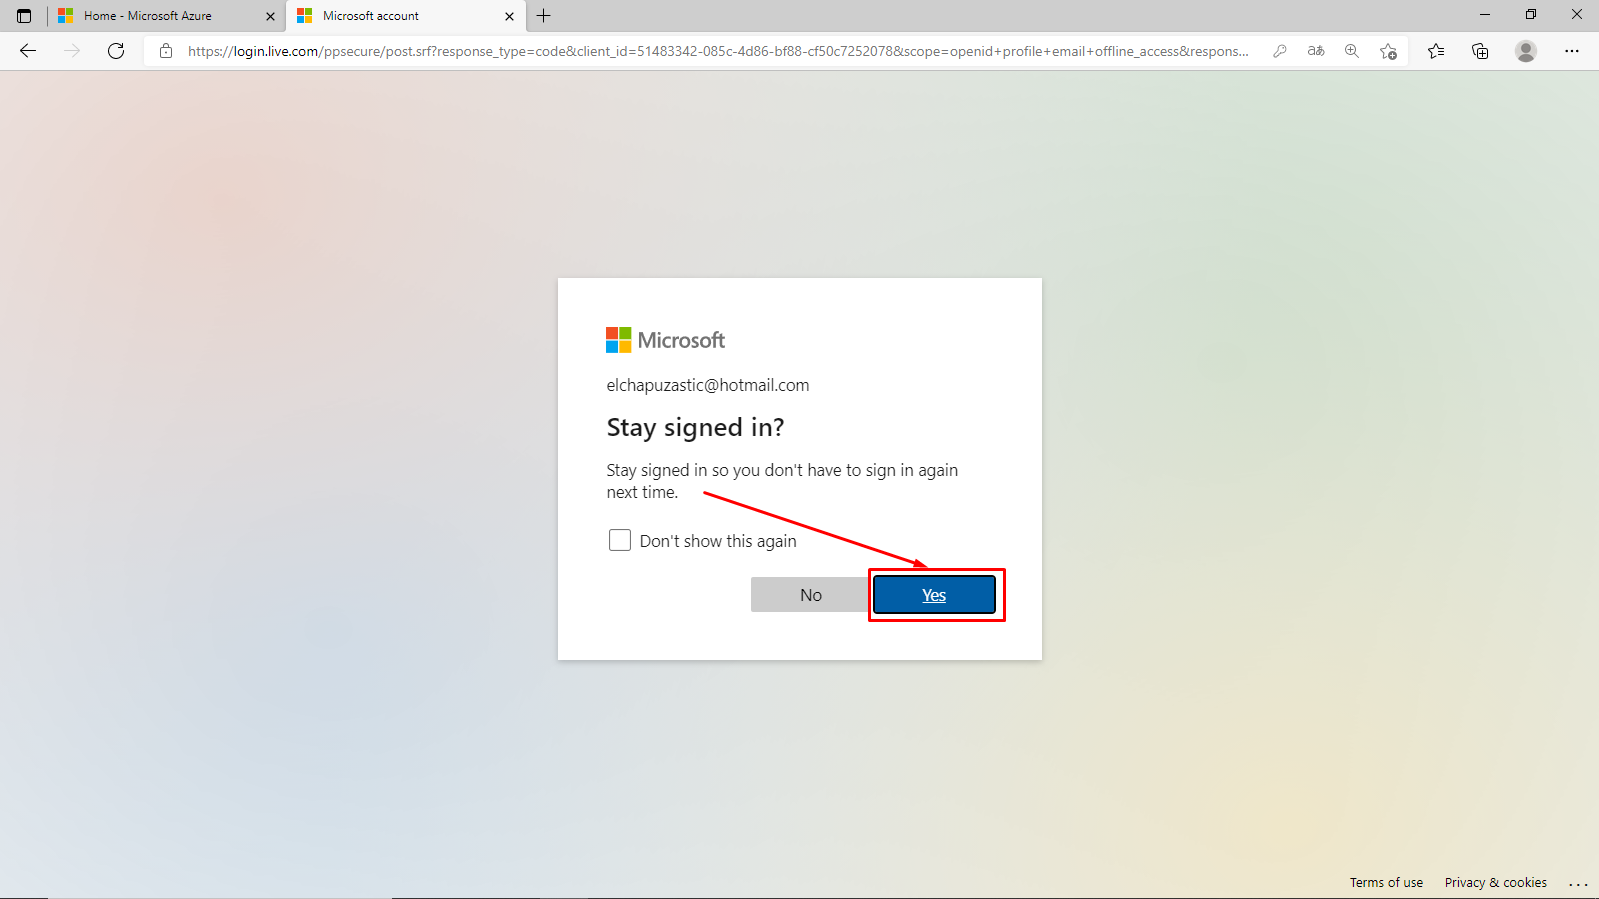 Home - Microsoft Azure
Microsoft account
https://login.live.com/ppsecure/post.srf?response_type=code&client_id=51483342-085c-4d86-bf88-cf50c7252078&scope=openid+profile+email+offline_access&respons...
aあ
Microsoft
elchapuzastic@hotmail.com
Stay signed in?
Stay signed in so you don't have to sign in again
next time.
Don't show this again
No
Yes
Terms of use
Privacy & cookies
...